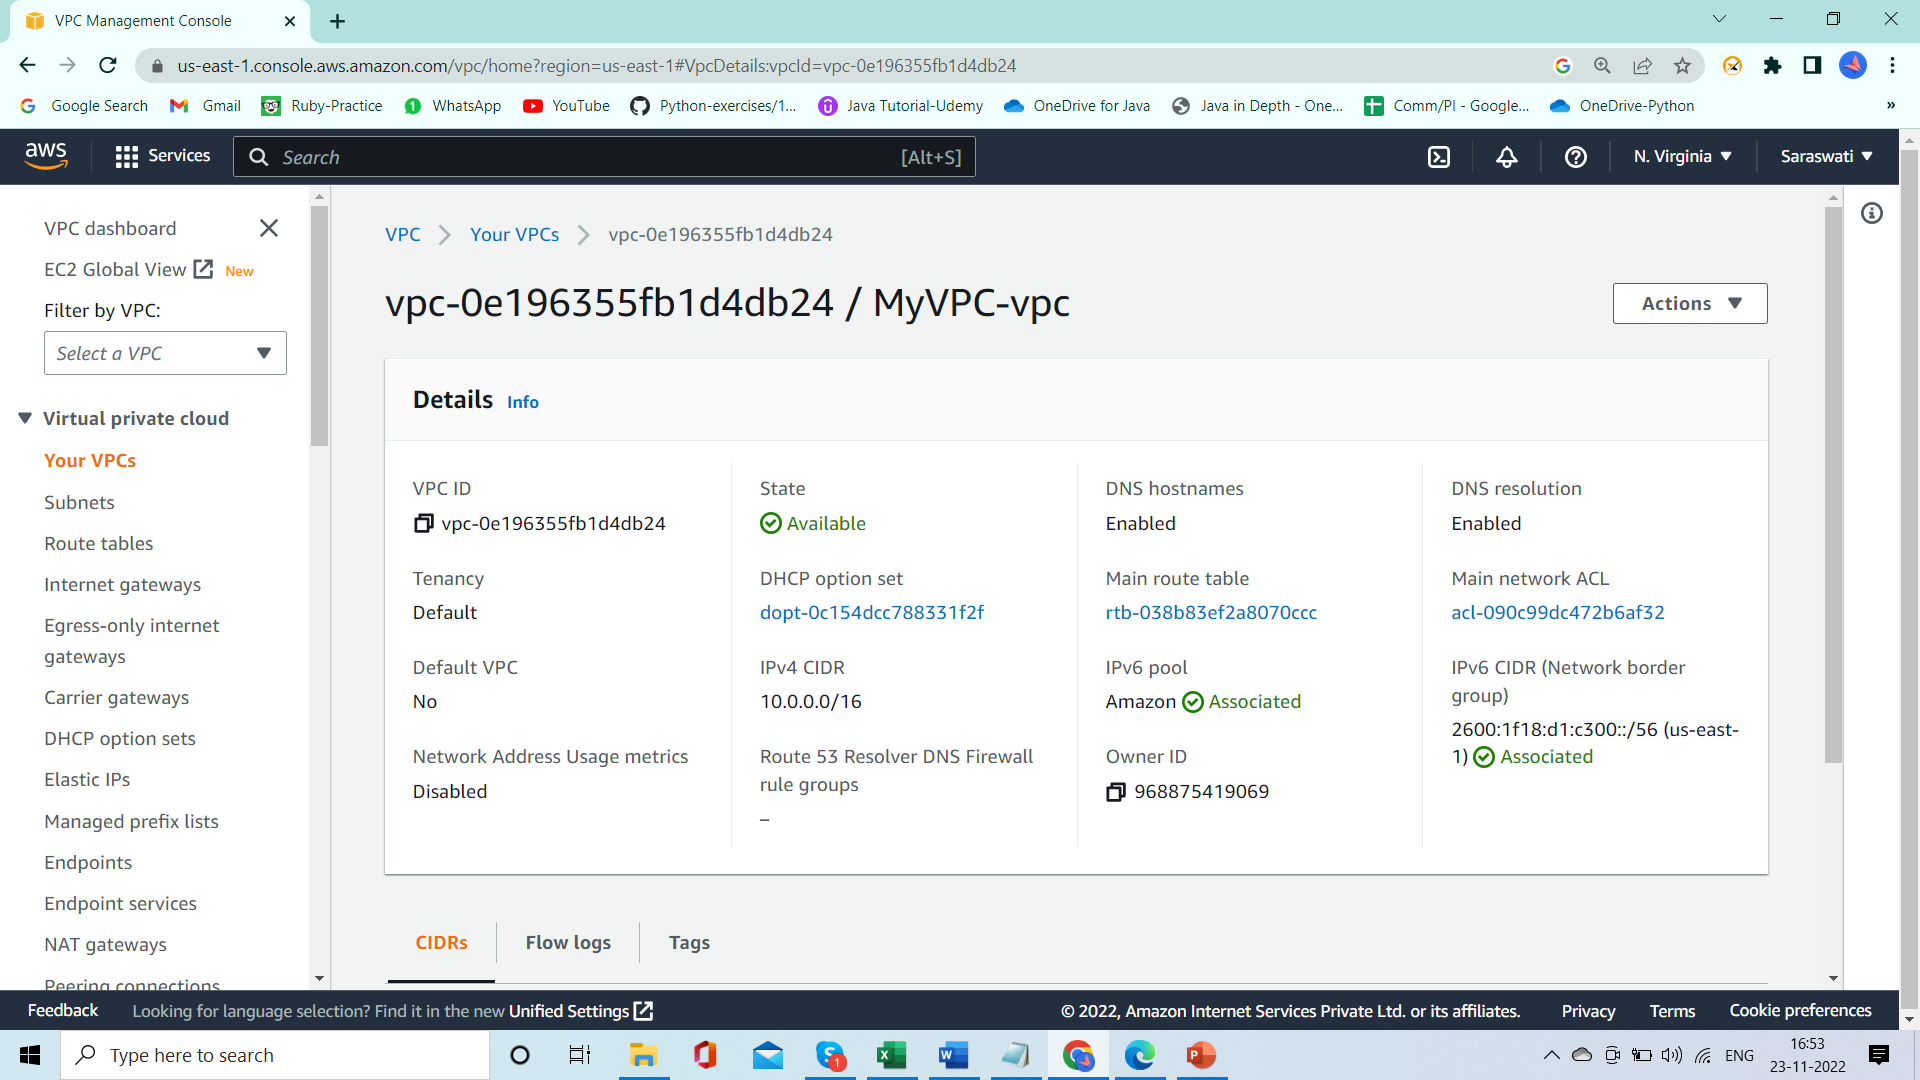 VPC Management Console
us-east-1.console.aws.amazon.com/vpc/home?region=us-east-1#VpcDetails:vpcId=vpc-0e196355fb1d4db24
Google Search Gmail Ruby-Practice WhatsApp YouTube Python-exercises/1... Java Tutorial-Udemy OneDrive for Java Java in Depth - One... Comm/PI - Google... OneDrive-Python »
aws Services Search [Alt+S] N. Virginia Saraswati
VPC dashboard
EC2 Global View New
Filter by VPC:
Select a VPC
Virtual private cloud
Your VPCs
Subnets
Route tables
Internet gateways
Egress-only internet
gateways
Carrier gateways
DHCP option sets
Elastic IPs
Managed prefix lists
Endpoints
Endpoint services
NAT gateways
Peering connections
VPC Your VPCs vpc-0e196355fb1d4db24
vpc-0e196355fb1d4db24 / MyVPC-vpc
Actions
Details Info
VPC ID
vpc-0e196355fb1d4db24
State
Available
DNS hostnames
Enabled
DNS resolution
Enabled
Tenancy
Default
DHCP option set
dopt-0c154dcc788331f2f
Main route table
rtb-038b83ef2a8070ccc
Main network ACL
acl-090c99dc472b6af32
Default VPC
No
IPv4 CIDR
10.0.0.0/16
IPv6 pool
Amazon Associated
IPv6 CIDR (Network border
group)
2600:1f18:d1:c300::/56 (us-east-
1) Associated
Network Address Usage metrics
Disabled
Route 53 Resolver DNS Firewall
rule groups
–
Owner ID
968875419069
CIDRs Flow logs Tags
Feedback Looking for language selection? Find it in the new Unified Settings © 2022, Amazon Internet Services Private Ltd. or its affiliates. Privacy Terms Cookie preferences
Type here to search
1
ENG
16:53
23-11-2022